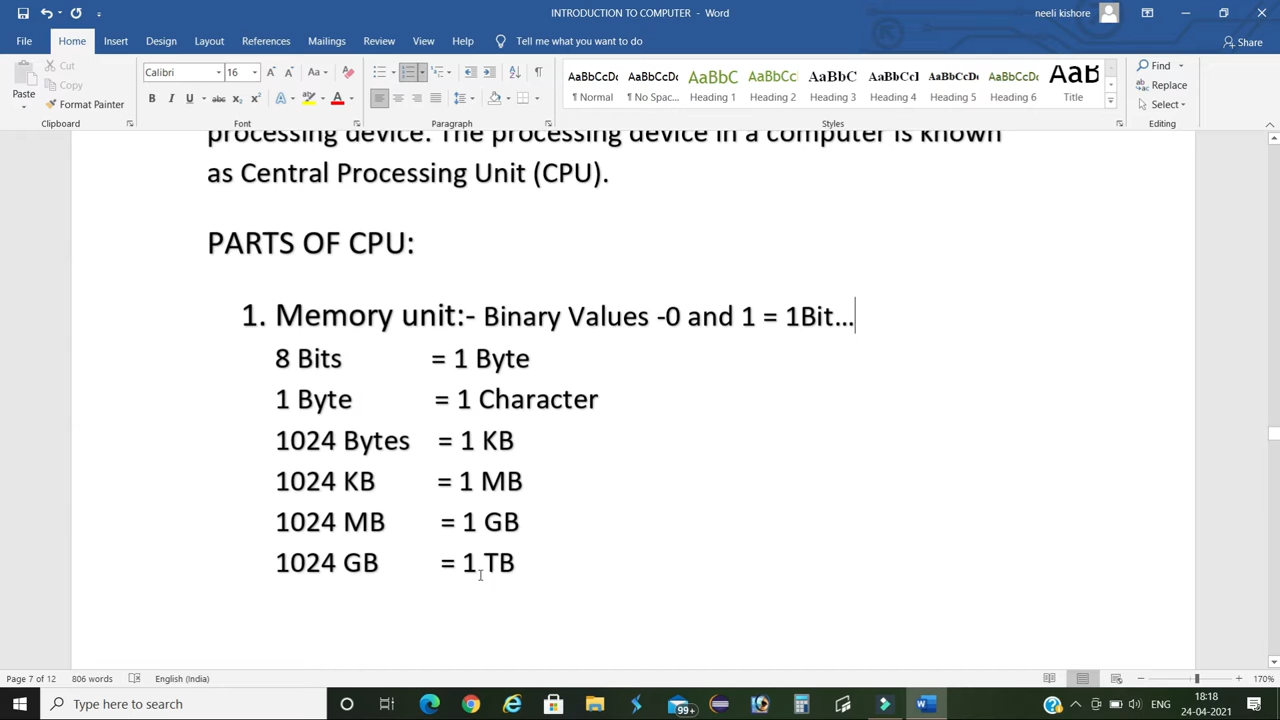 INTRODUCTION TO COMPUTER - Word
neeli kishore
File Home Insert Design Layout References Mailings Review View Help Tell me what you want to do
Share
Paste
Cut
Copy
Format Painter
Clipboard
Calibri 16
Font
Paragraph
AaBbCcDc AaBbCcDc AaBbC AaBbCcD AaBbC AaBbCcI AaBbCcDc AaBbCcD AaB
¶ Normal ¶ No Spac... Heading 1 Heading 2 Heading 3 Heading 4 Heading 5 Heading 6 Title
Styles
Find
Replace
Select
Editing
processing device. The processing device in a computer is known
as Central Processing Unit (CPU).
PARTS OF CPU:
1. Memory unit:- Binary Values -0 and 1 = 1Bit...
8 Bits = 1 Byte
1 Byte = 1 Character
1024 Bytes = 1 KB
1024 KB = 1 MB
1024 MB = 1 GB
1024 GB = 1 TB
Page 7 of 12 806 words English (India)
170%
Type here to search
99+
ENG
18:18
24-04-2021